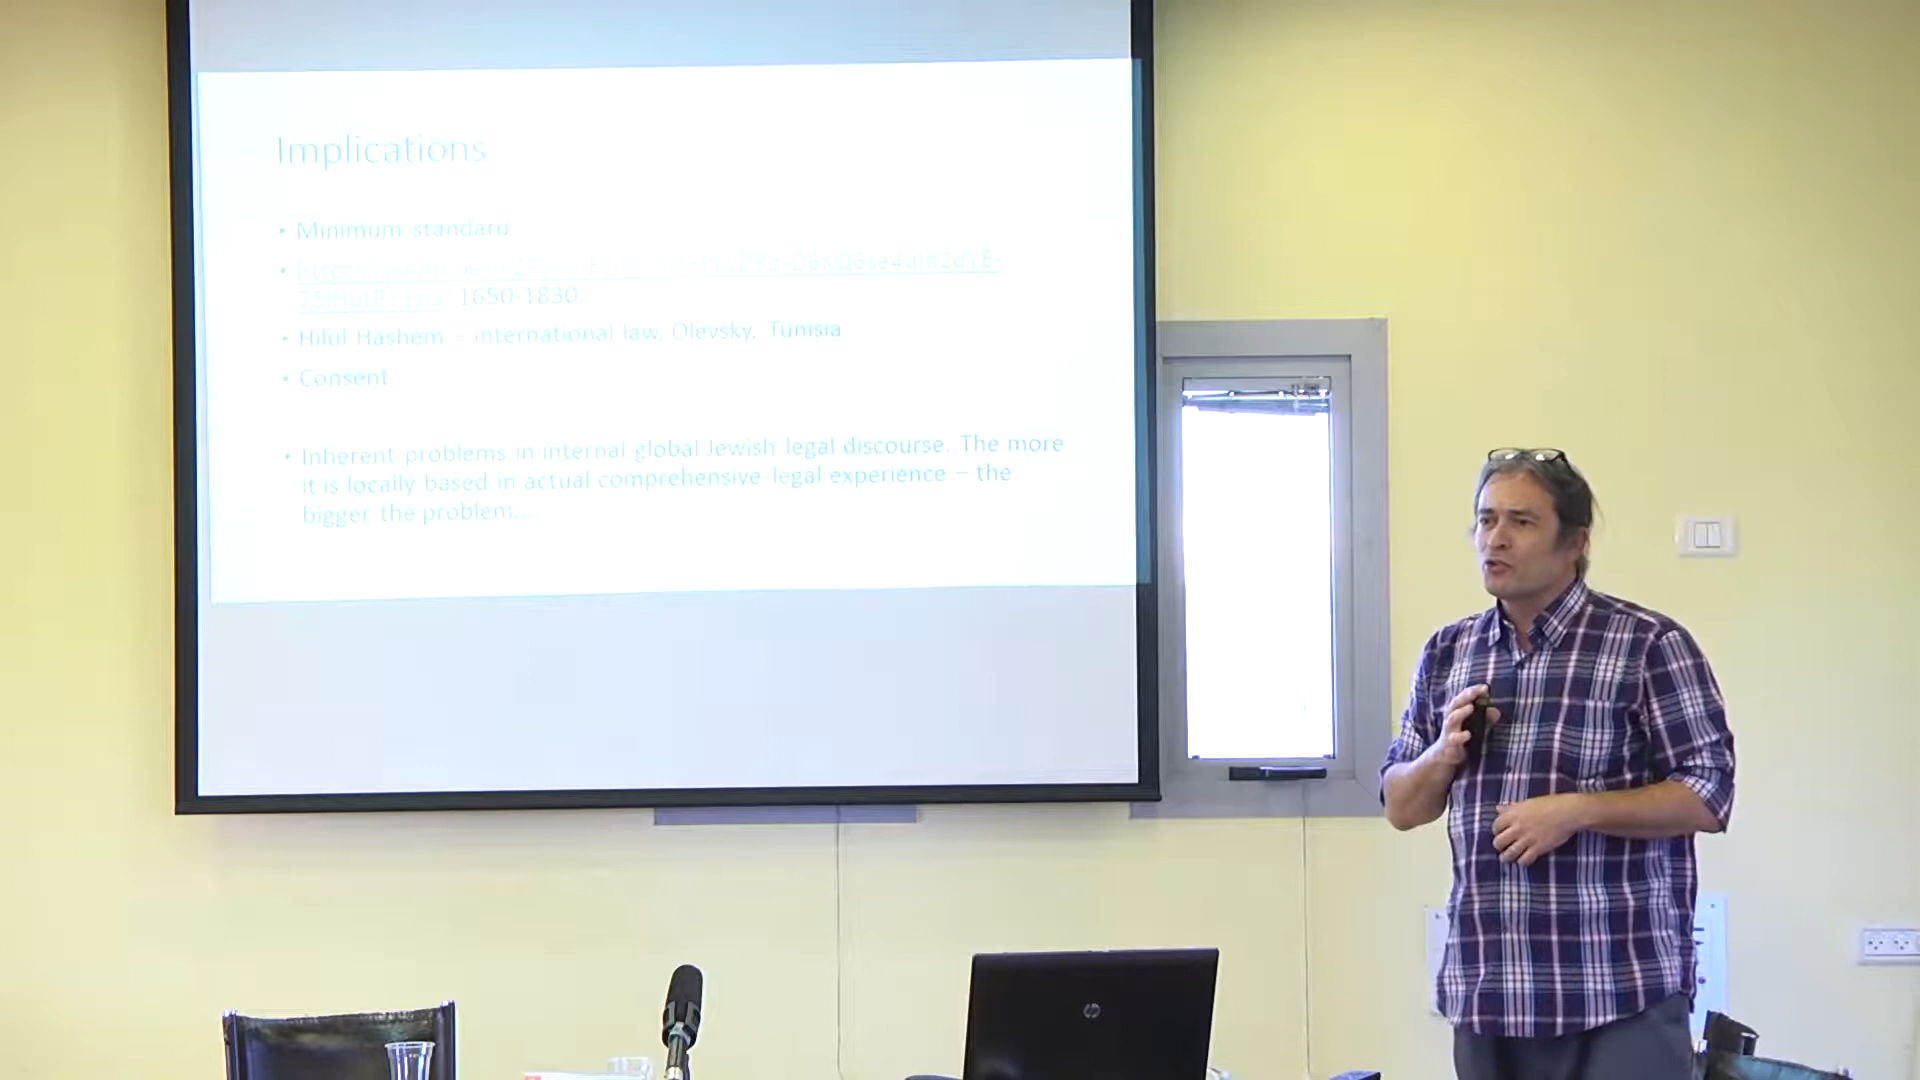 Implications
• Minimum standard
1650-1830
• Hilul Hashem – international law, Olevsky, Tunisia
• Consent
• Inherent problems in internal global Jewish legal discourse. The more
it is locally based in actual comprehensive legal experience – the
bigger the problem....
hp